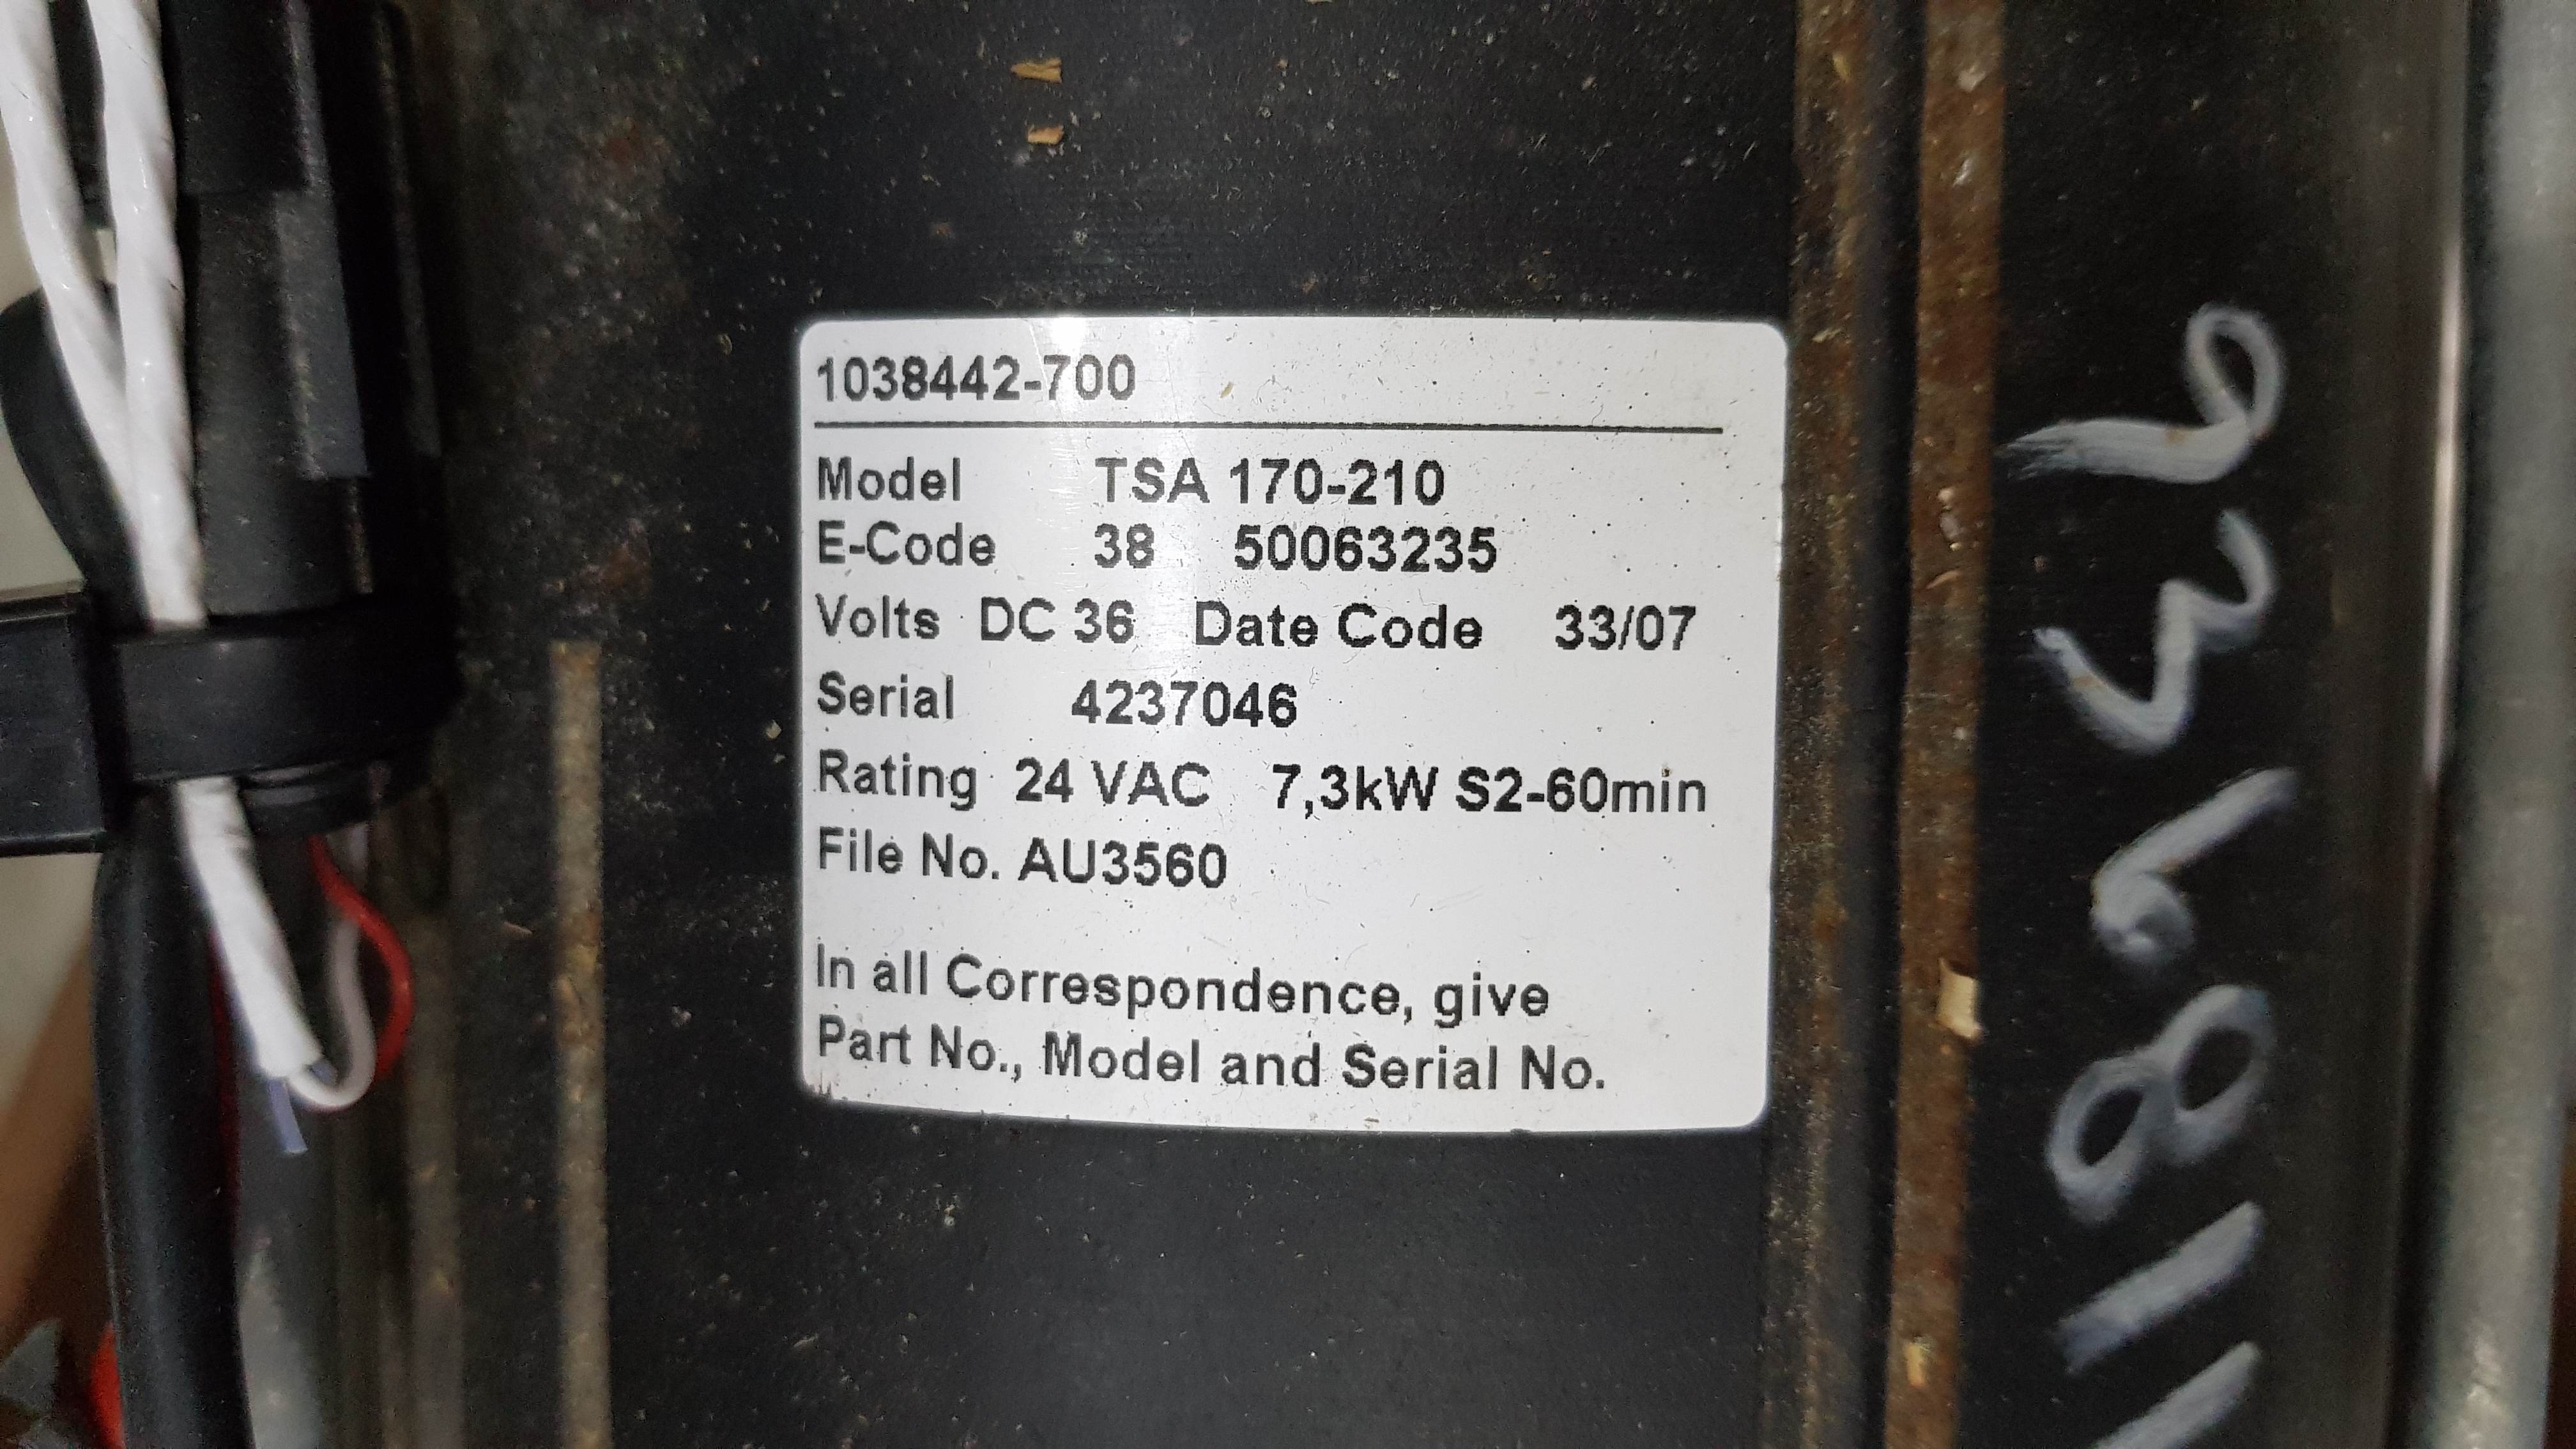 1038442-700
Model TSA 170-210
E-Code 38 50063235
Volts DC 36 Date Code 33/07
Serial 4237046
Rating 24 VAC 7,3kW S2-60min
File No. AU3560
In all Correspondence, give
Part No., Model and Serial No.
936811